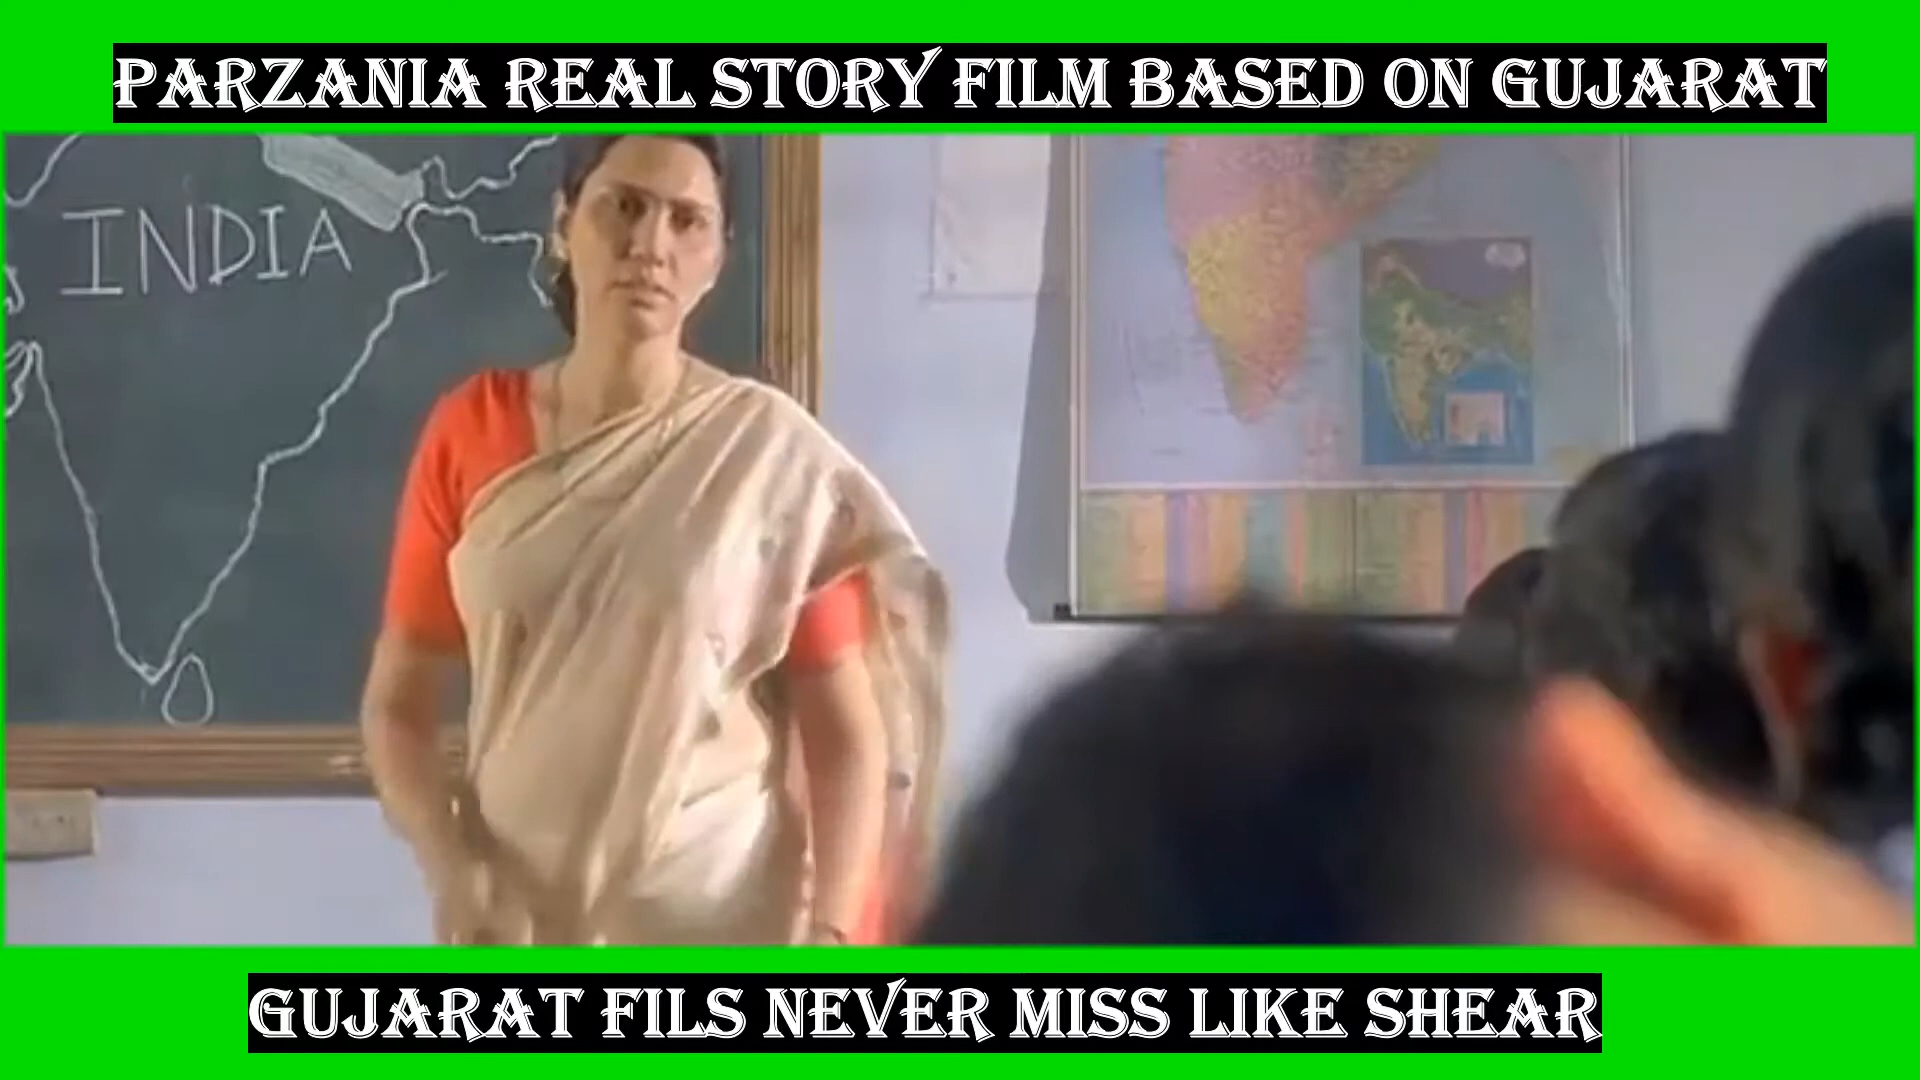 PARZANIA REAL STORY FILM BASED ON GUJARAT
INDIA
GUJARAT FILS NEVER MISS LIKE SHEAR